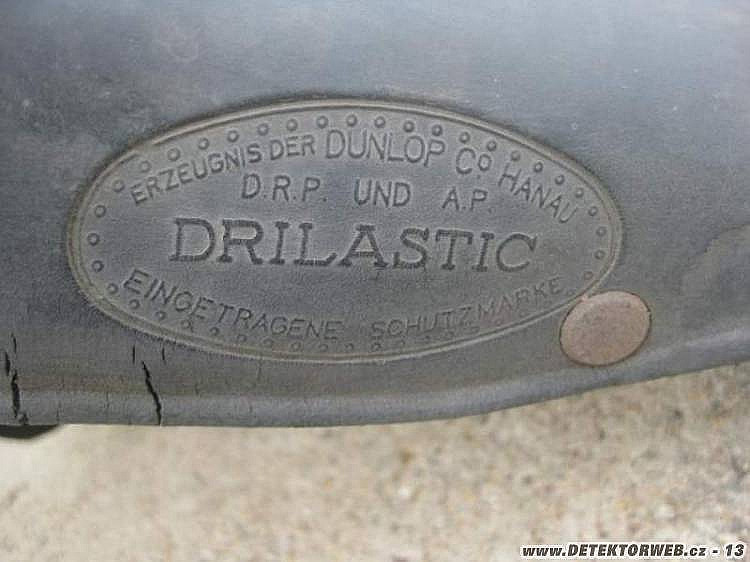 ERZEUGNIS DER DUNLOP Co HANAU
D.R.P. UND A.P.
DRILASTIC
EINGETRAGENE SCHUTZMARKE
www.DETEKTORWEB.cz - 13